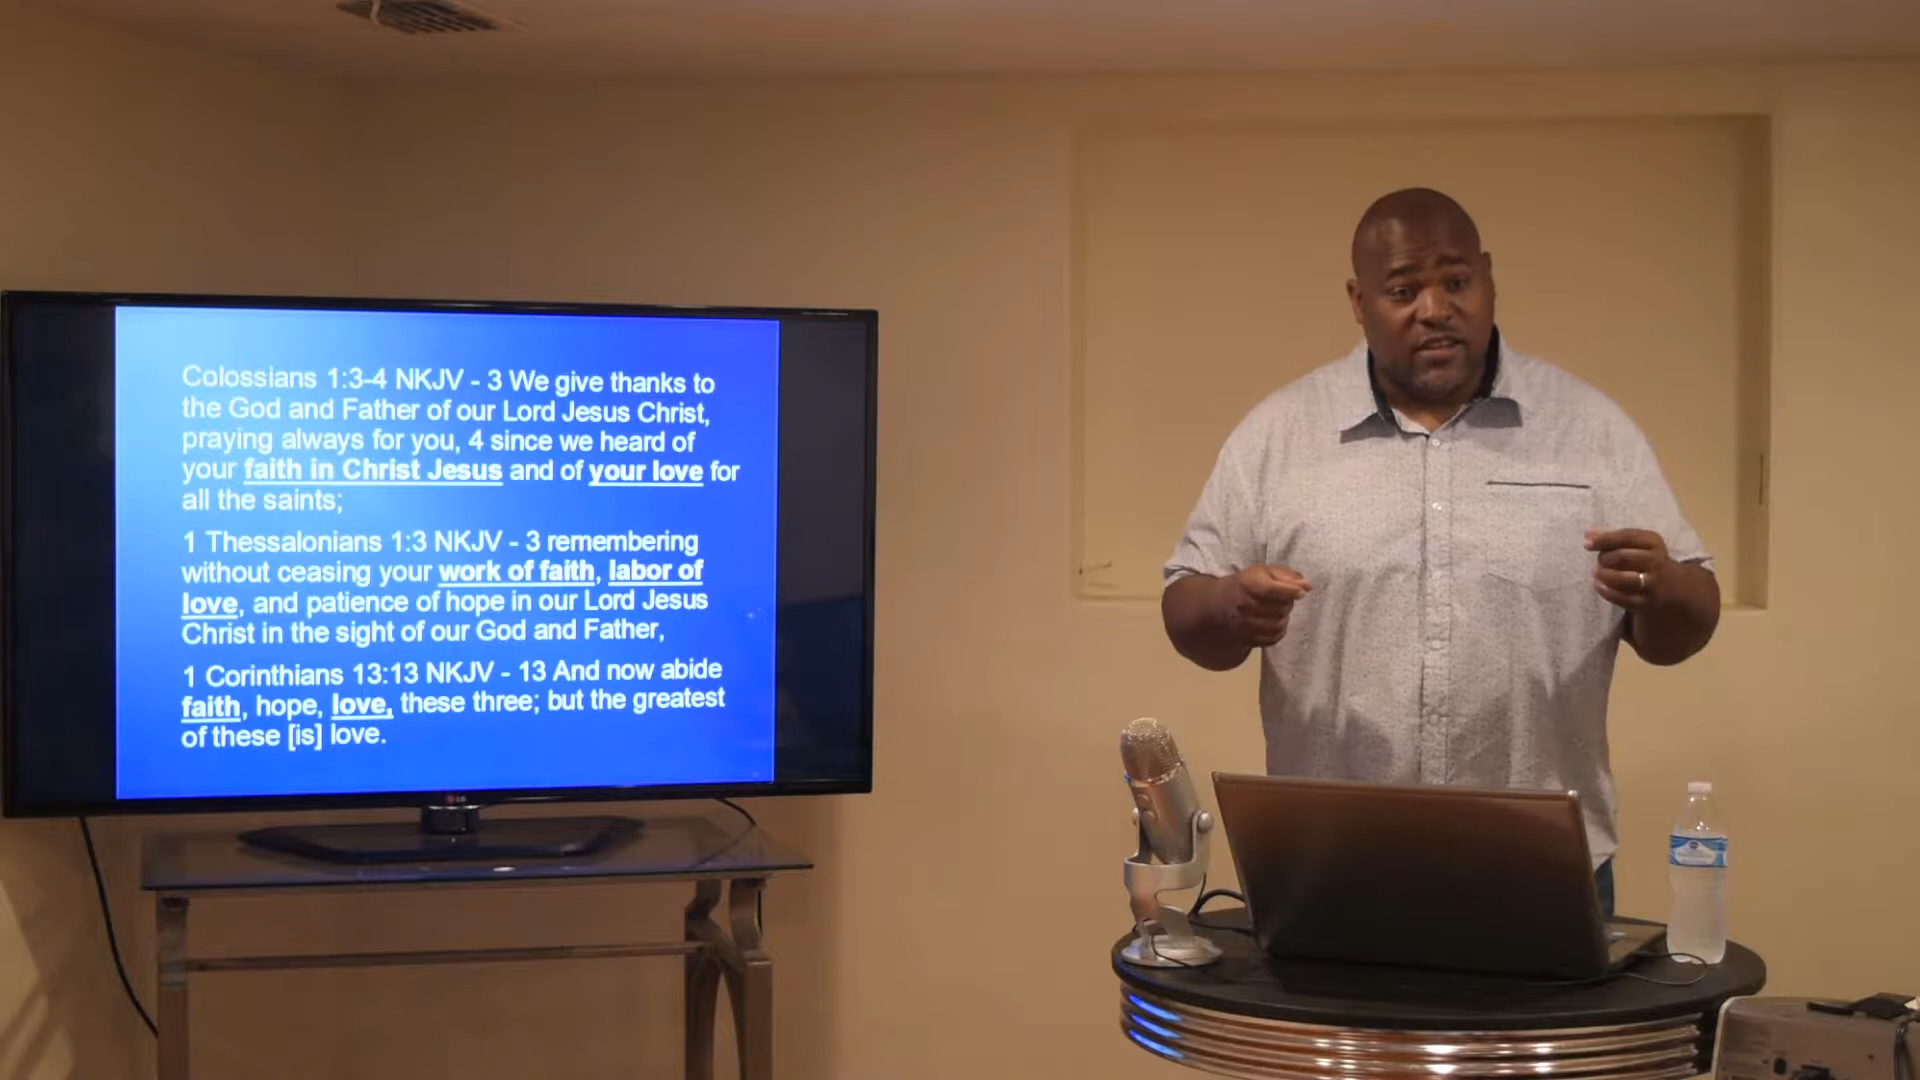 Colossians 1:3-4 NKJV - 3 We give thanks to
the God and Father of our Lord Jesus Christ,
praying always for you, 4 since we heard of
your faith in Christ Jesus and of your love for
all the saints;
1 Thessalonians 1:3 NKJV - 3 remembering
without ceasing your work of faith, labor of
love, and patience of hope in our Lord Jesus
Christ in the sight of our God and Father,
1 Corinthians 13:13 NKJV - 13 And now abide
faith, hope, love, these three; but the greatest
of these [is] love.
LG